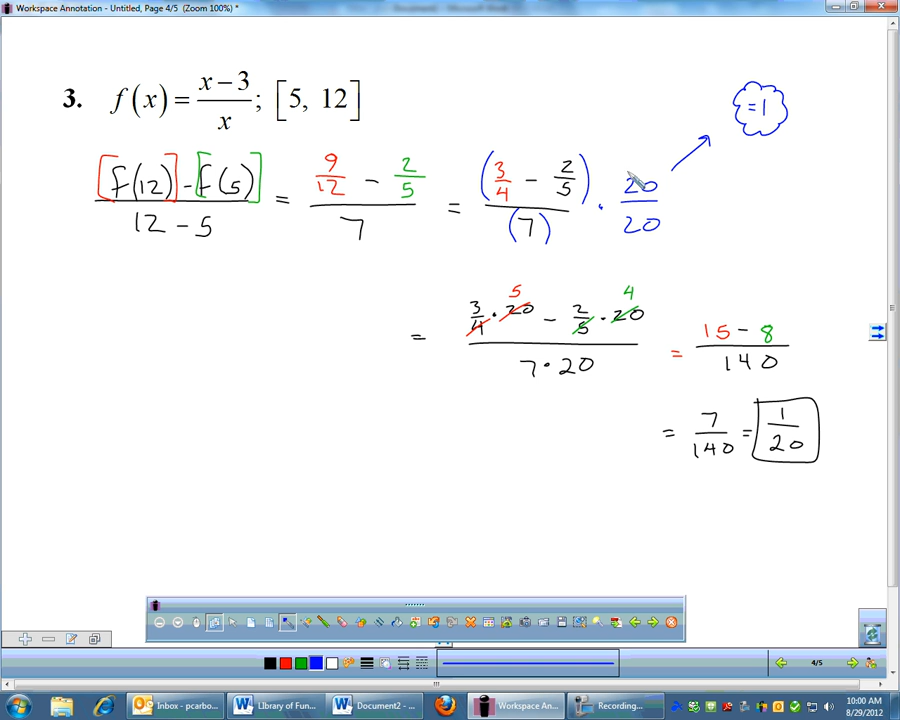 Workspace Annotation - Untitled, Page 4/5 (Zoom 100%) *
3. f(x) = (x − 3)/x; [5, 12]
= 1
[f(12)] - [f(5)] / 12 - 5 = (9/12 - 2/5) / 7 = (3/4 - 2/5) / (7) · 20/20
= (3/4 · 20 - 2/5 · 20) / 7 · 20
5 4
= (15 - 8) / 140
= 7/140 = 1/20
4/5
Inbox - pcarbo...
Library of Fun...
Document2 - ...
Workspace An...
Recording...
10:00 AM
8/29/2012